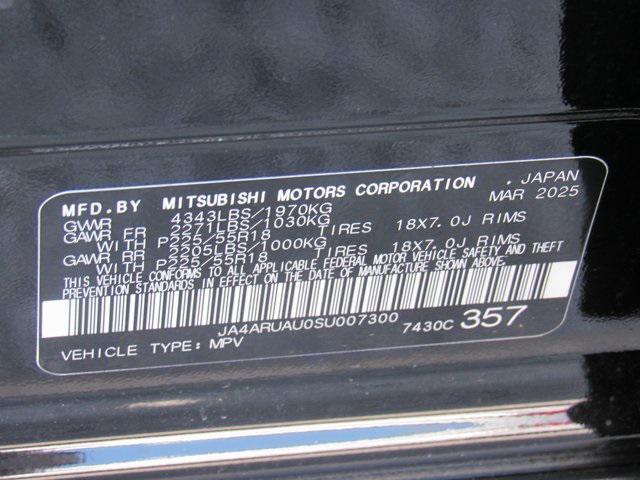 MFD.BY MITSUBISHI MOTORS CORPORATION , JAPAN
GVWR 4343LBS/1970KG MAR 2025
GAWR FR 2271LBS/1030KG
WITH P225/55R18 TIRES 18X7.0J RIMS
GAWR RR 2205LBS/1000KG
WITH P225/55R18 TIRES 18X7.0J RIMS
THIS VEHICLE CONFORMS TO ALL APPLICABLE FEDERAL MOTOR VEHICLE SAFETY AND THEFT
PREVENTION STANDARDS IN EFFECT ON THE DATE OF MANUFACTURE SHOWN ABOVE.
JA4ARUAU0SU007300 7430C 357
VEHICLE TYPE: MPV